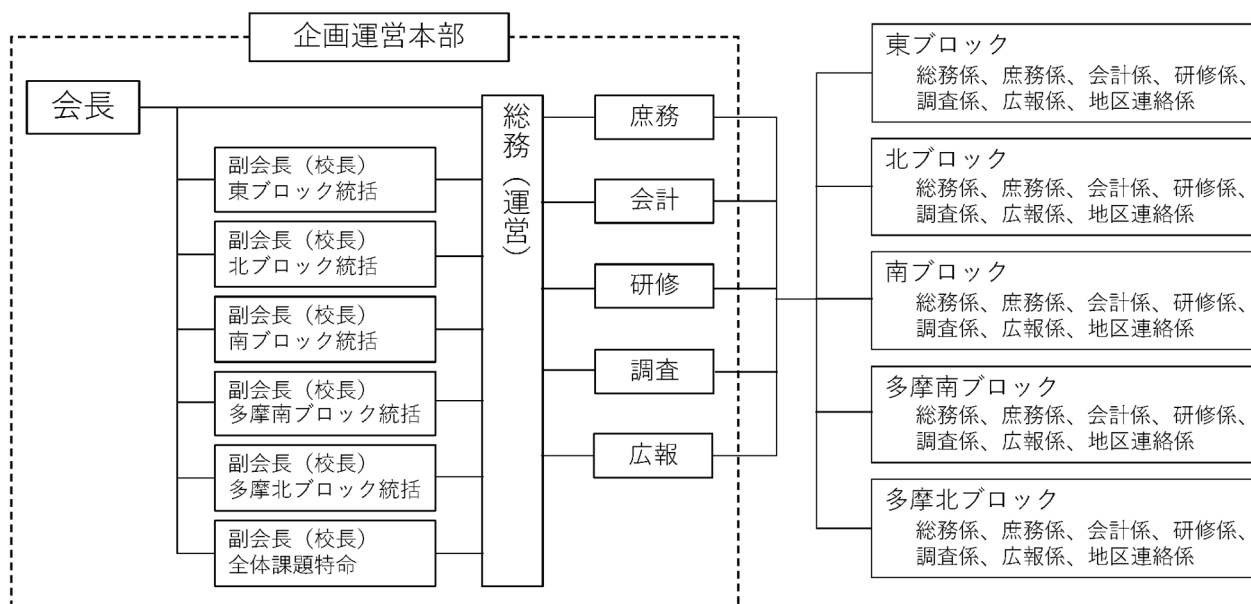 企画運営本部
会長
副会長（校長）
東ブロック統括
副会長（校長）
北ブロック統括
副会長（校長）
南ブロック統括
副会長（校長）
多摩南ブロック統括
副会長（校長）
多摩北ブロック統括
副会長（校長）
全体課題特命
総務（運営）
庶務
会計
研修
調査
広報
東ブロック
総務係、庶務係、会計係、研修係、
調査係、広報係、地区連絡係
北ブロック
総務係、庶務係、会計係、研修係、
調査係、広報係、地区連絡係
南ブロック
総務係、庶務係、会計係、研修係、
調査係、広報係、地区連絡係
多摩南ブロック
総務係、庶務係、会計係、研修係、
調査係、広報係、地区連絡係
多摩北ブロック
総務係、庶務係、会計係、研修係、
調査係、広報係、地区連絡係